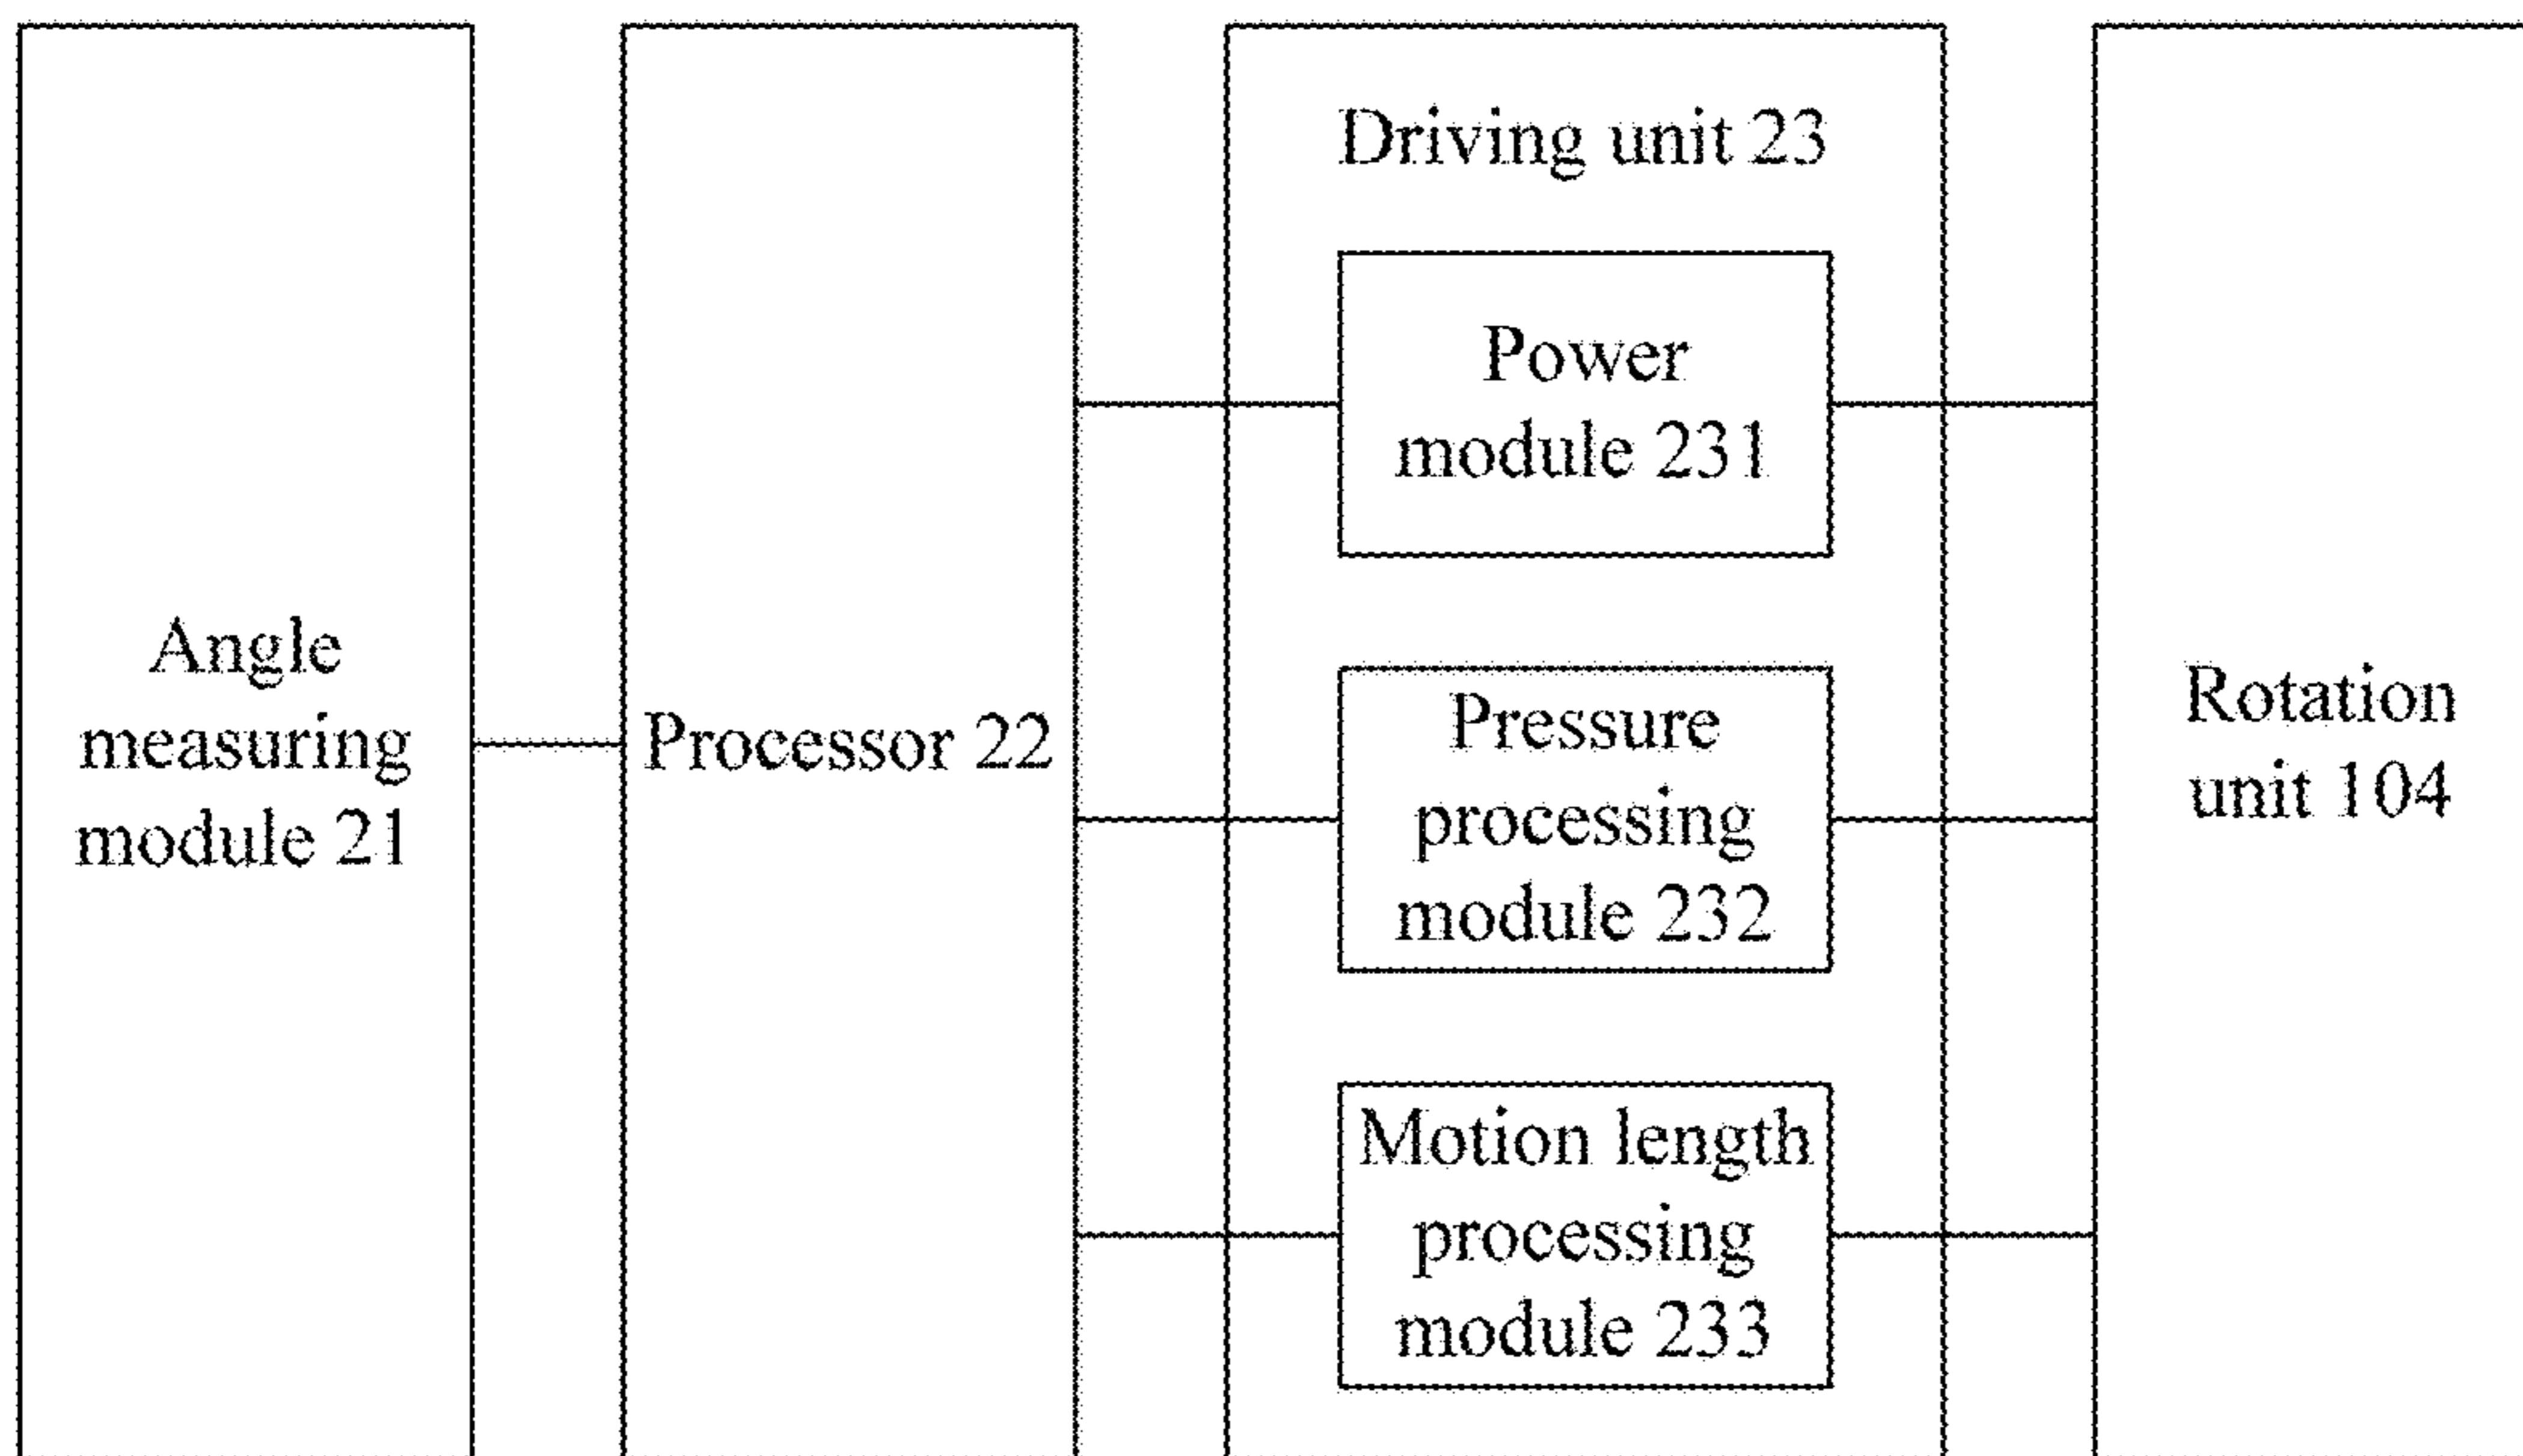 Angle
measuring
module 21
Processor 22
Driving unit 23
Power
module 231
Pressure
processing
module 232
Motion length
processing
module 233
Rotation
unit 104